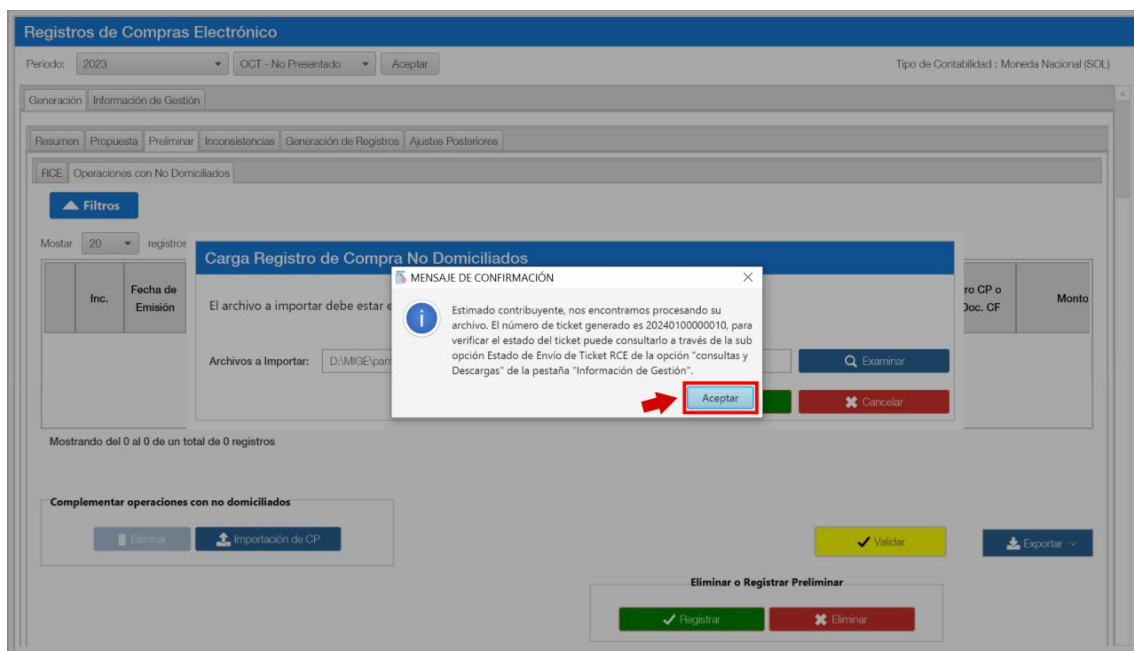 Registros de Compras Electrónico
Periodo: 2023 OCT - No Presentado Aceptar Tipo de Contabilidad : Moneda Nacional (SOL)
Generación Información de Gestión
Resumen Propuesta Preliminar Inconsistencias Generación de Registros Ajustes Posteriores
RCE Operaciones con No Domiciliados
Filtros
Mostar 20 registros
Inc.
Fecha de
Emisión
ro CP o
Doc. CF
Monto
Carga Registro de Compra No Domiciliados
El archivo a importar debe estar e
Archivos a Importar: D:\MIGE\pan
Examinar
Cancelar
MENSAJE DE CONFIRMACIÓN
Estimado contribuyente, nos encontramos procesando su
archivo. El número de ticket generado es 20240100000010, para
verificar el estado del ticket puede consultarlo a través de la sub
opción Estado de Envío de Ticket RCE de la opción "consultas y
Descargas" de la pestaña "Información de Gestión".
Aceptar
Mostrando del 0 al 0 de un total de 0 registros
Complementar operaciones con no domiciliados
Eliminar Importación de CP
Validar Exportar
Eliminar o Registrar Preliminar
Registrar Eliminar